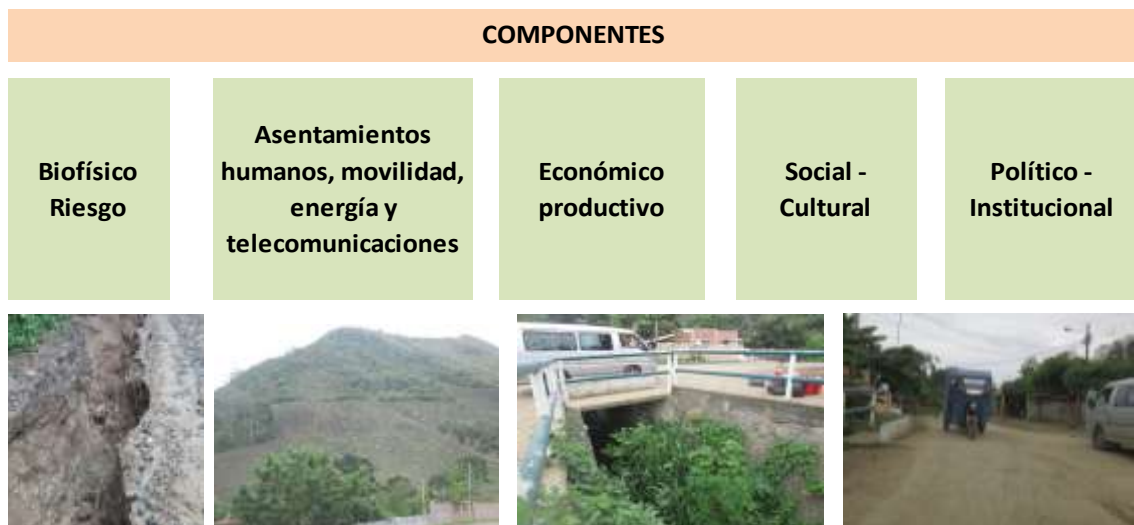 COMPONENTES
Biofísico
Riesgo
Asentamientos
humanos, movilidad,
energía y
telecomunicaciones
Económico
productivo
Social -
Cultural
Político -
Institucional